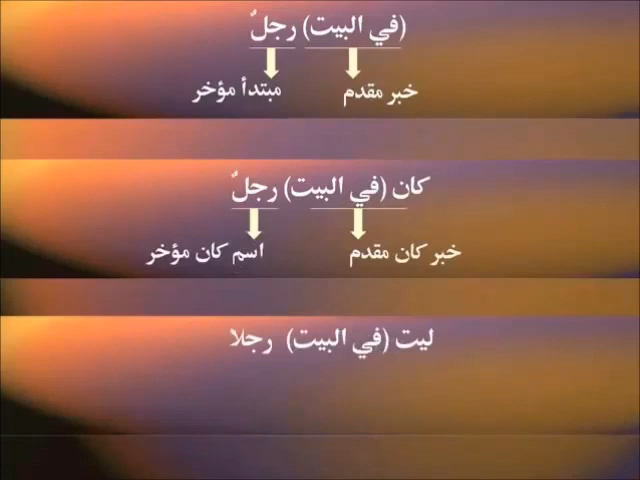 (في البيت) رجلٌ
خبر مقدم مبتدأ مؤخر
كان (في البيت) رجلٌ
خبر كان مقدم اسم كان مؤخر
ليت (في البيت) رجلا